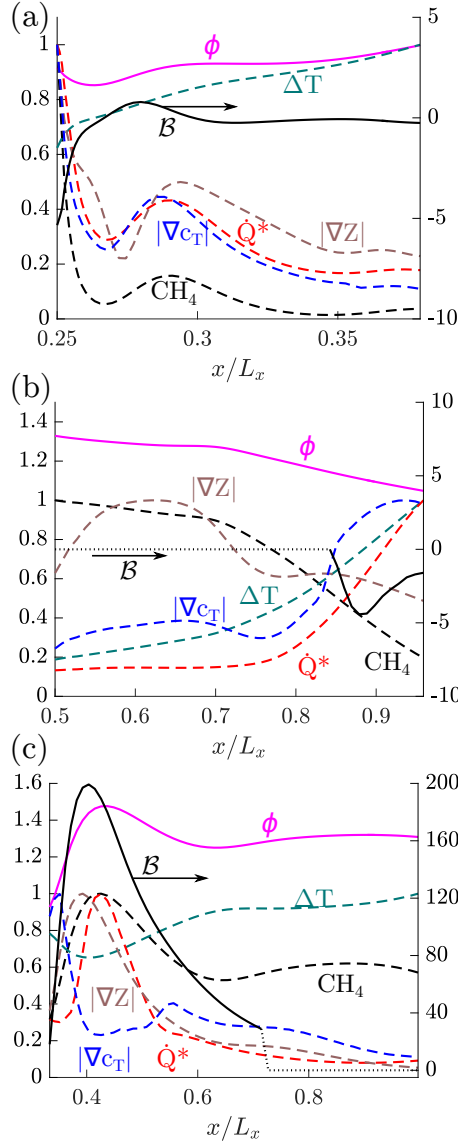 (a)
1
0.8
0.6
0.4
0.2
0
5
0
-5
-10
ϕ
ΔT
ℬ
|∇c_T|
Q̇*
|∇Z|
CH₄
0.25
0.3
0.35
x/Lₓ
(b)
1.4
1.2
1
0.8
0.6
0.4
0.2
0
10
5
0
-5
-10
ϕ
|∇Z|
ℬ
|∇c_T|
ΔT
Q̇*
CH₄
0.5
0.6
0.7
0.8
0.9
x/Lₓ
(c)
1.6
1.4
1.2
1
0.8
0.6
0.4
0.2
0
200
160
120
80
40
0
ϕ
ℬ
ΔT
|∇Z|
CH₄
|∇c_T|
Q̇*
0.4
0.6
0.8
x/Lₓ